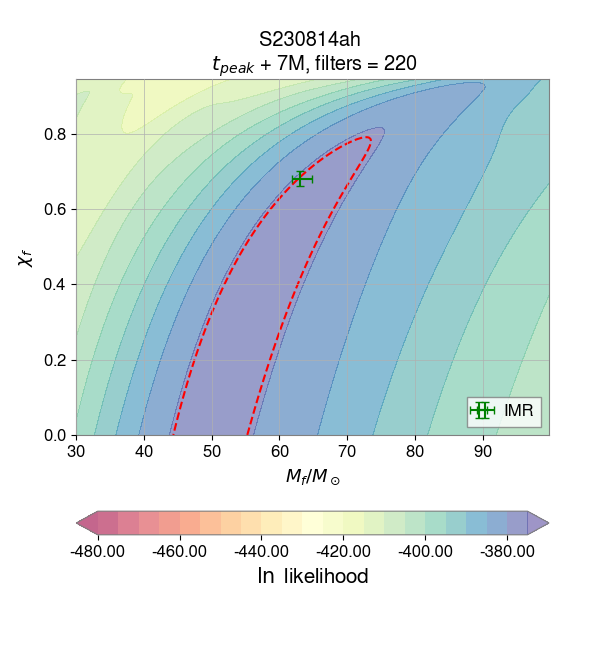 S230814ah
t_peak + 7M, filters = 220
χ_f
0.8
0.6
0.4
0.2
0.0
30 40 50 60 70 80 90
M_f/M_⊙
IMR
-480.00 -460.00 -440.00 -420.00 -400.00 -380.00
ln likelihood